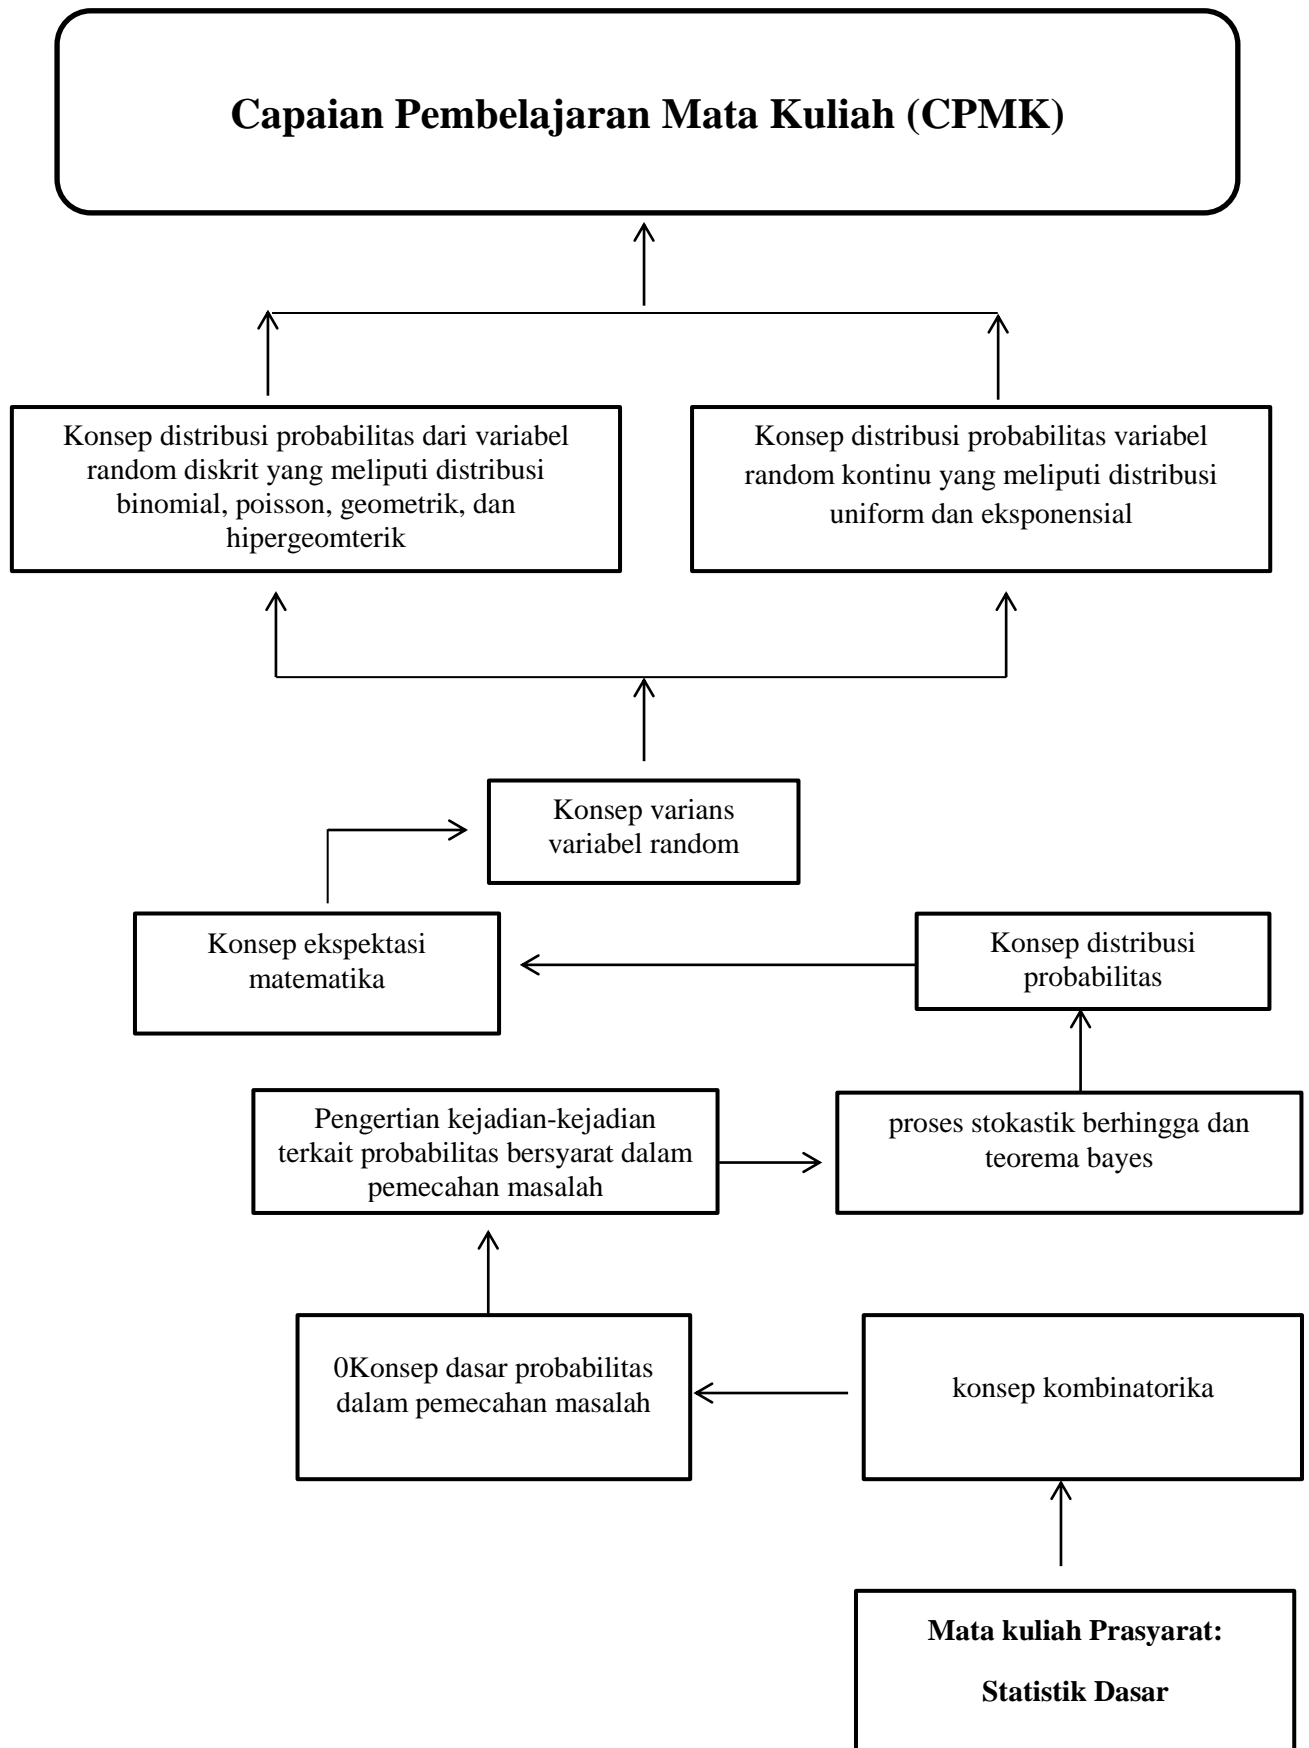 Capaian Pembelajaran Mata Kuliah (CPMK)
Konsep distribusi probabilitas dari variabel
random diskrit yang meliputi distribusi
binomial, poisson, geometrik, dan
hipergeomterik
Konsep distribusi probabilitas variabel
random kontinu yang meliputi distribusi
uniform dan eksponensial
Konsep varians
variabel random
Konsep ekspektasi
matematika
Konsep distribusi
probabilitas
Pengertian kejadian-kejadian
terkait probabilitas bersyarat dalam
pemecahan masalah
proses stokastik berhingga dan
teorema bayes
0Konsep dasar probabilitas
dalam pemecahan masalah
konsep kombinatorika
Mata kuliah Prasyarat:
Statistik Dasar